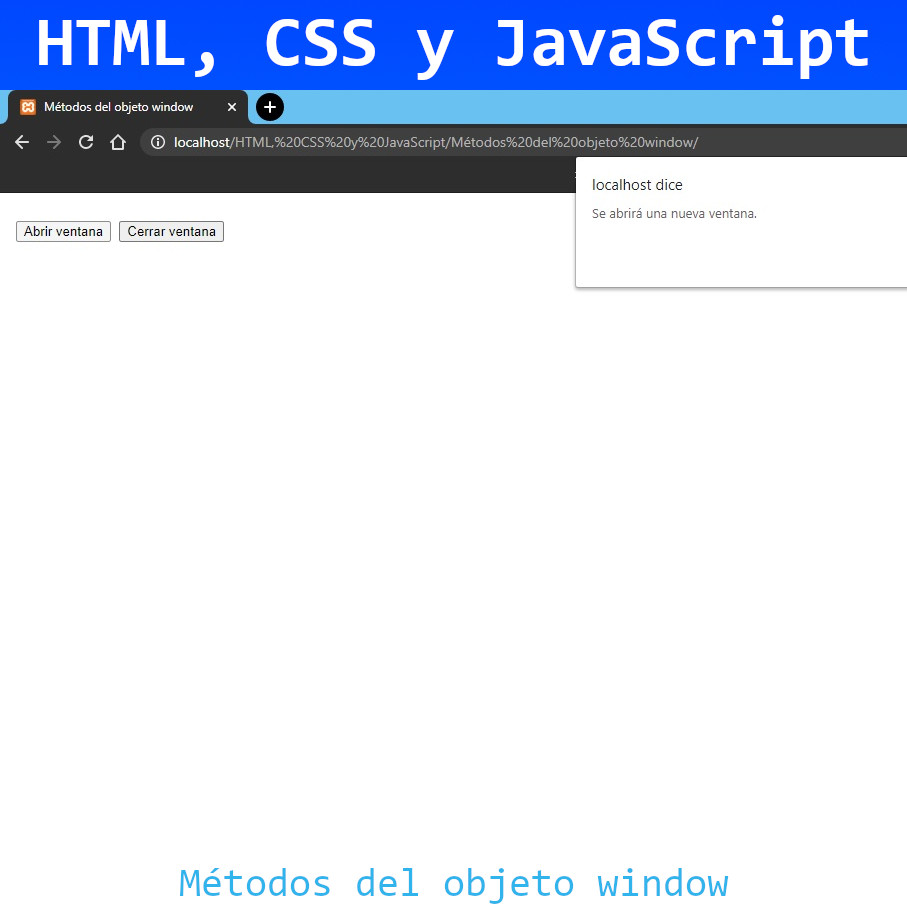 HTML, CSS y JavaScript
Métodos del objeto window
localhost/HTML,%20CSS%20y%20JavaScript/Métodos%20del%20objeto%20window/
localhost dice
Se abrirá una nueva ventana.
Abrir ventana Cerrar ventana
Métodos del objeto window